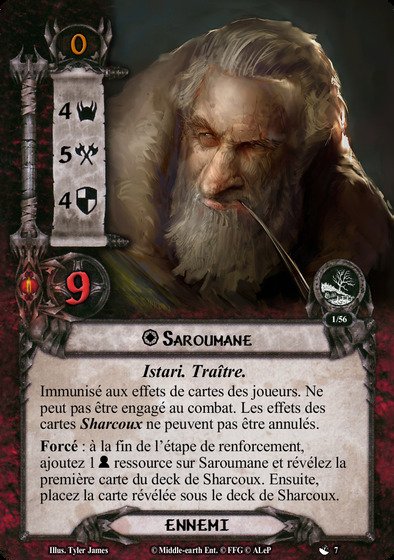 0
4
5
4
9
1/56
Saroumane
Istari. Traître.
Immunisé aux effets de cartes des joueurs. Ne
peut pas être engagé au combat. Les effets des
cartes Sharcoux ne peuvent pas être annulés.
Forcé : à la fin de l'étape de renforcement,
ajoutez 1 ressource sur Saroumane et révélez la
première carte du deck de Sharcoux. Ensuite,
placez la carte révélée sous le deck de Sharcoux.
ENNEMI
Illus. Tyler James © Middle-earth Ent. © FFG © ALeP 7